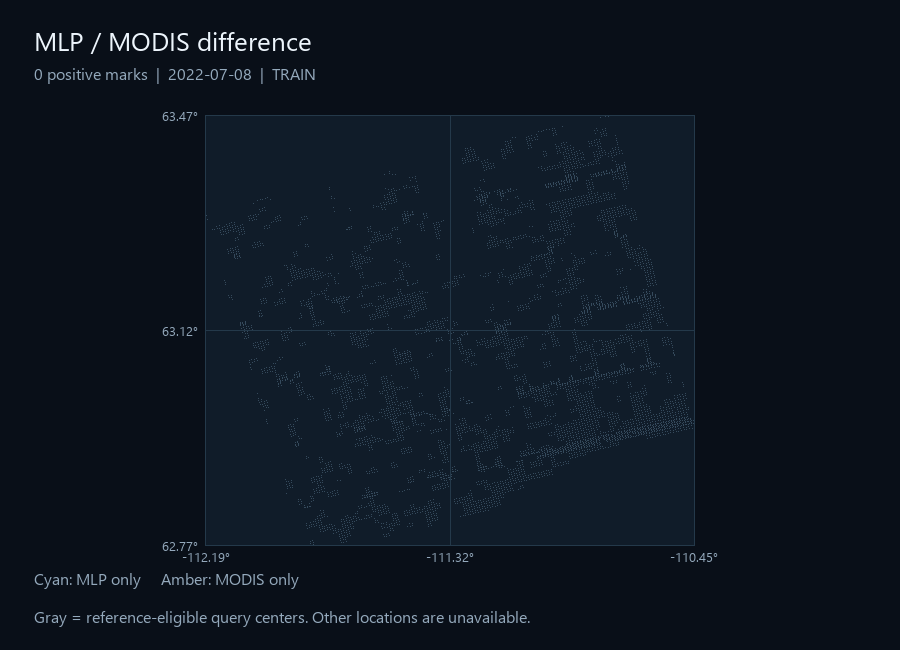 MLP / MODIS difference
0 positive marks | 2022-07-08 | TRAIN
63.47°
63.12°
62.77°
-112.19° -111.32° -110.45°
Cyan: MLP only Amber: MODIS only
Gray = reference-eligible query centers. Other locations are unavailable.